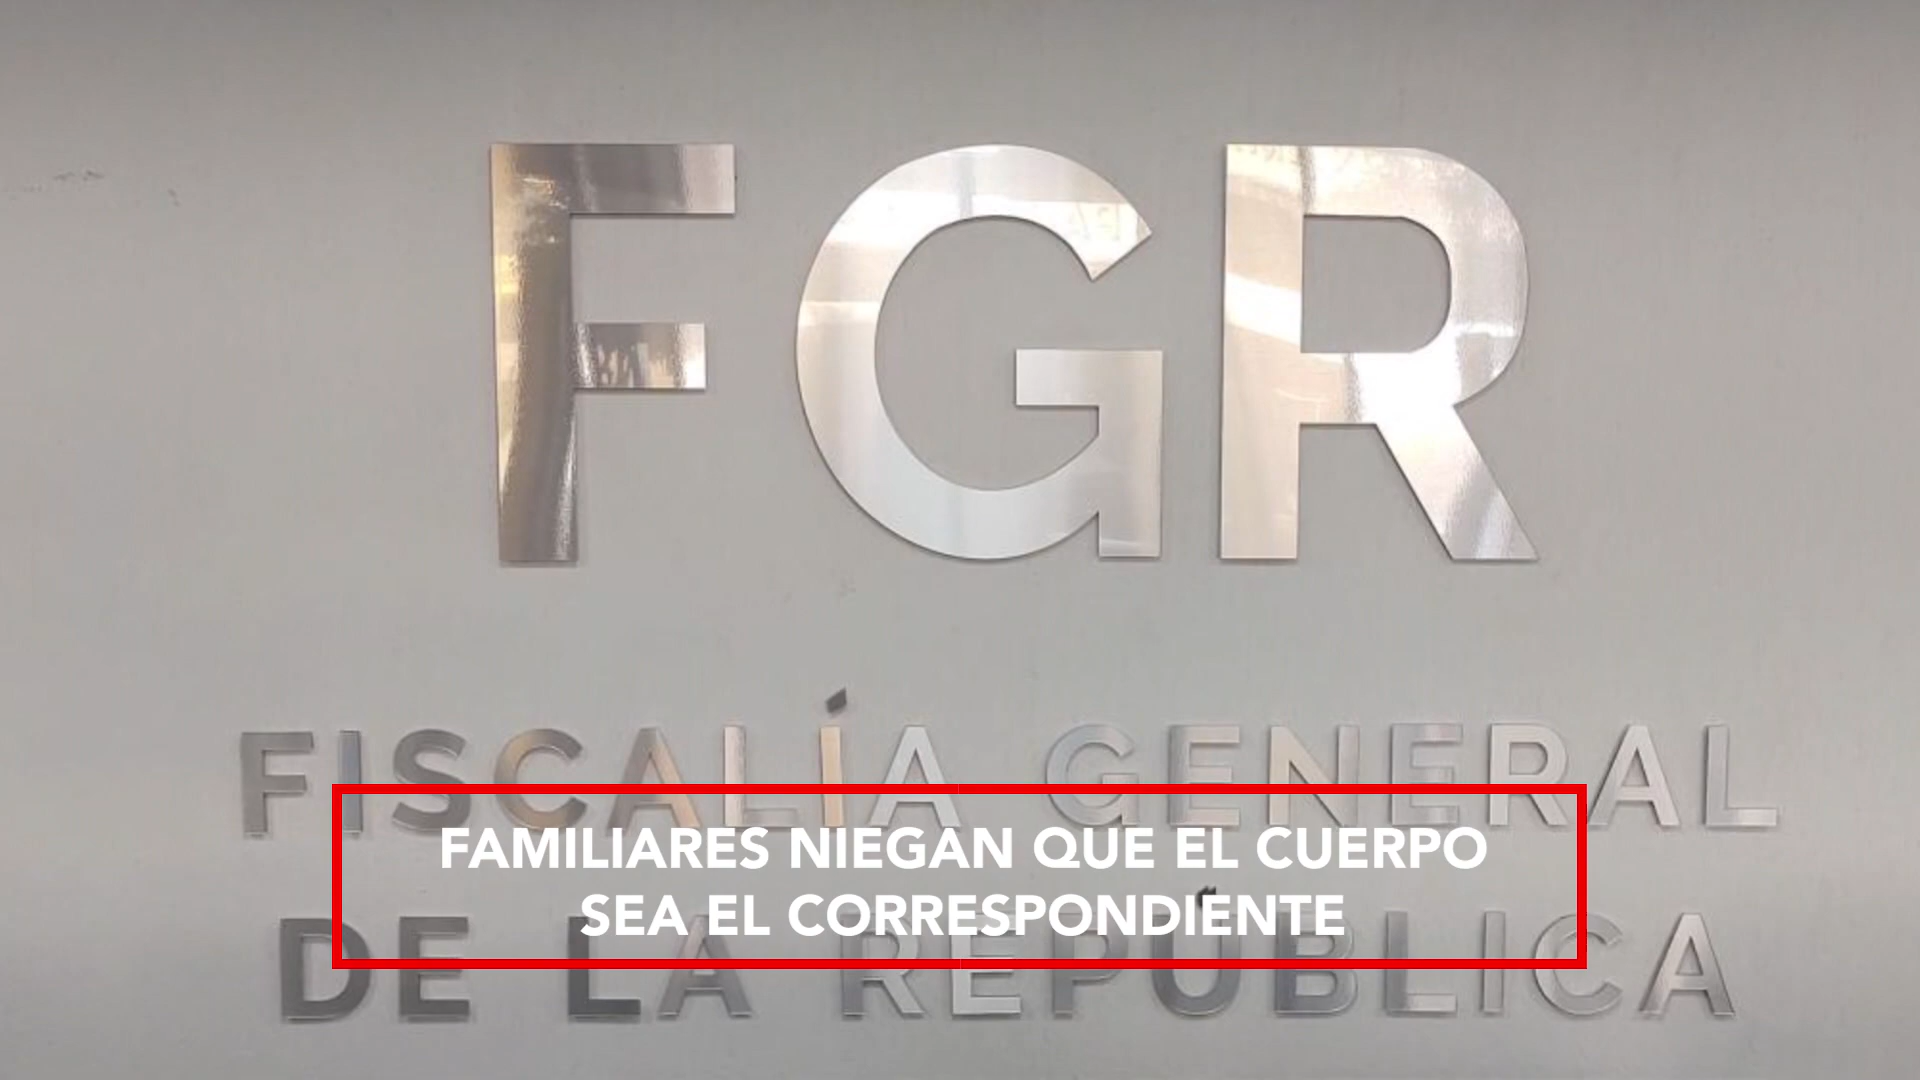 FGR
FISCALÍA GENERAL
FAMILIARES NIEGAN QUE EL CUERPO
SEA EL CORRESPONDIENTE
DE LA REPÚBLICA